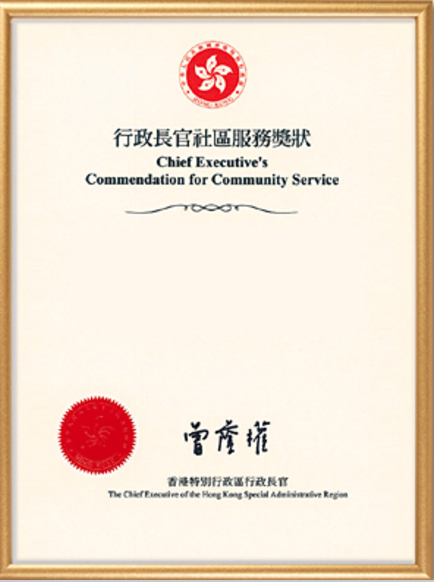 HONG KONG
行政長官社區服務獎狀
Chief Executive's
Commendation for Community Service
曾蔭權
香港特別行政區行政長官
The Chief Executive of the Hong Kong Special Administrative Region